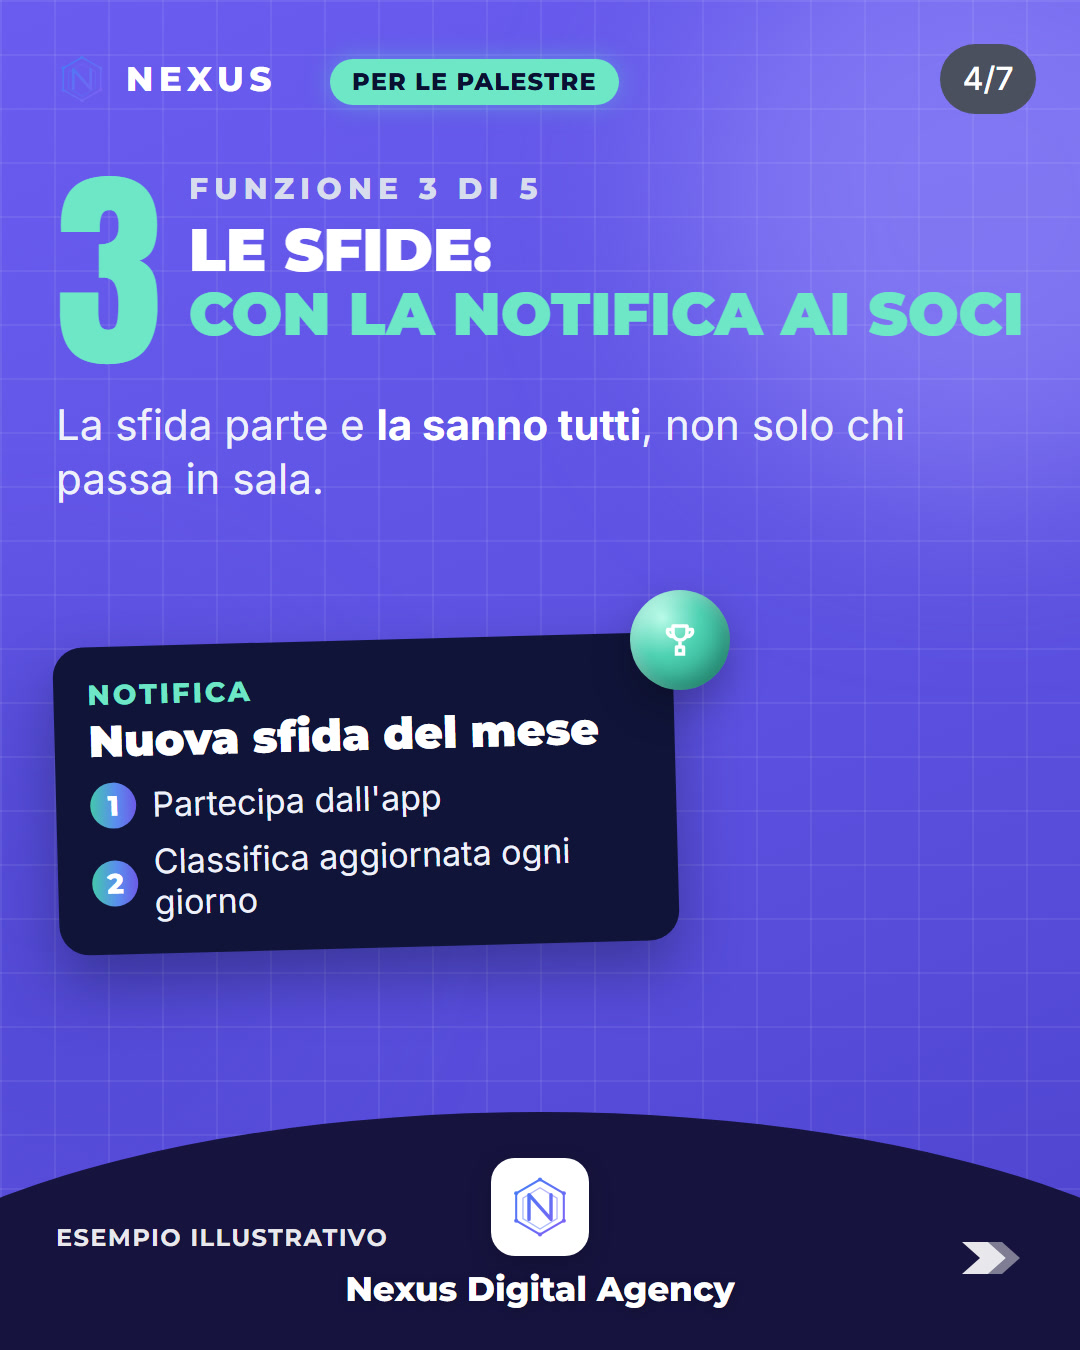 NEXUS
PER LE PALESTRE
4/7
3
FUNZIONE 3 DI 5
LE SFIDE:
CON LA NOTIFICA AI SOCI
La sfida parte e la sanno tutti, non solo chi
passa in sala.
NOTIFICA
Nuova sfida del mese
1 Partecipa dall'app
2 Classifica aggiornata ogni
giorno
ESEMPIO ILLUSTRATIVO
Nexus Digital Agency